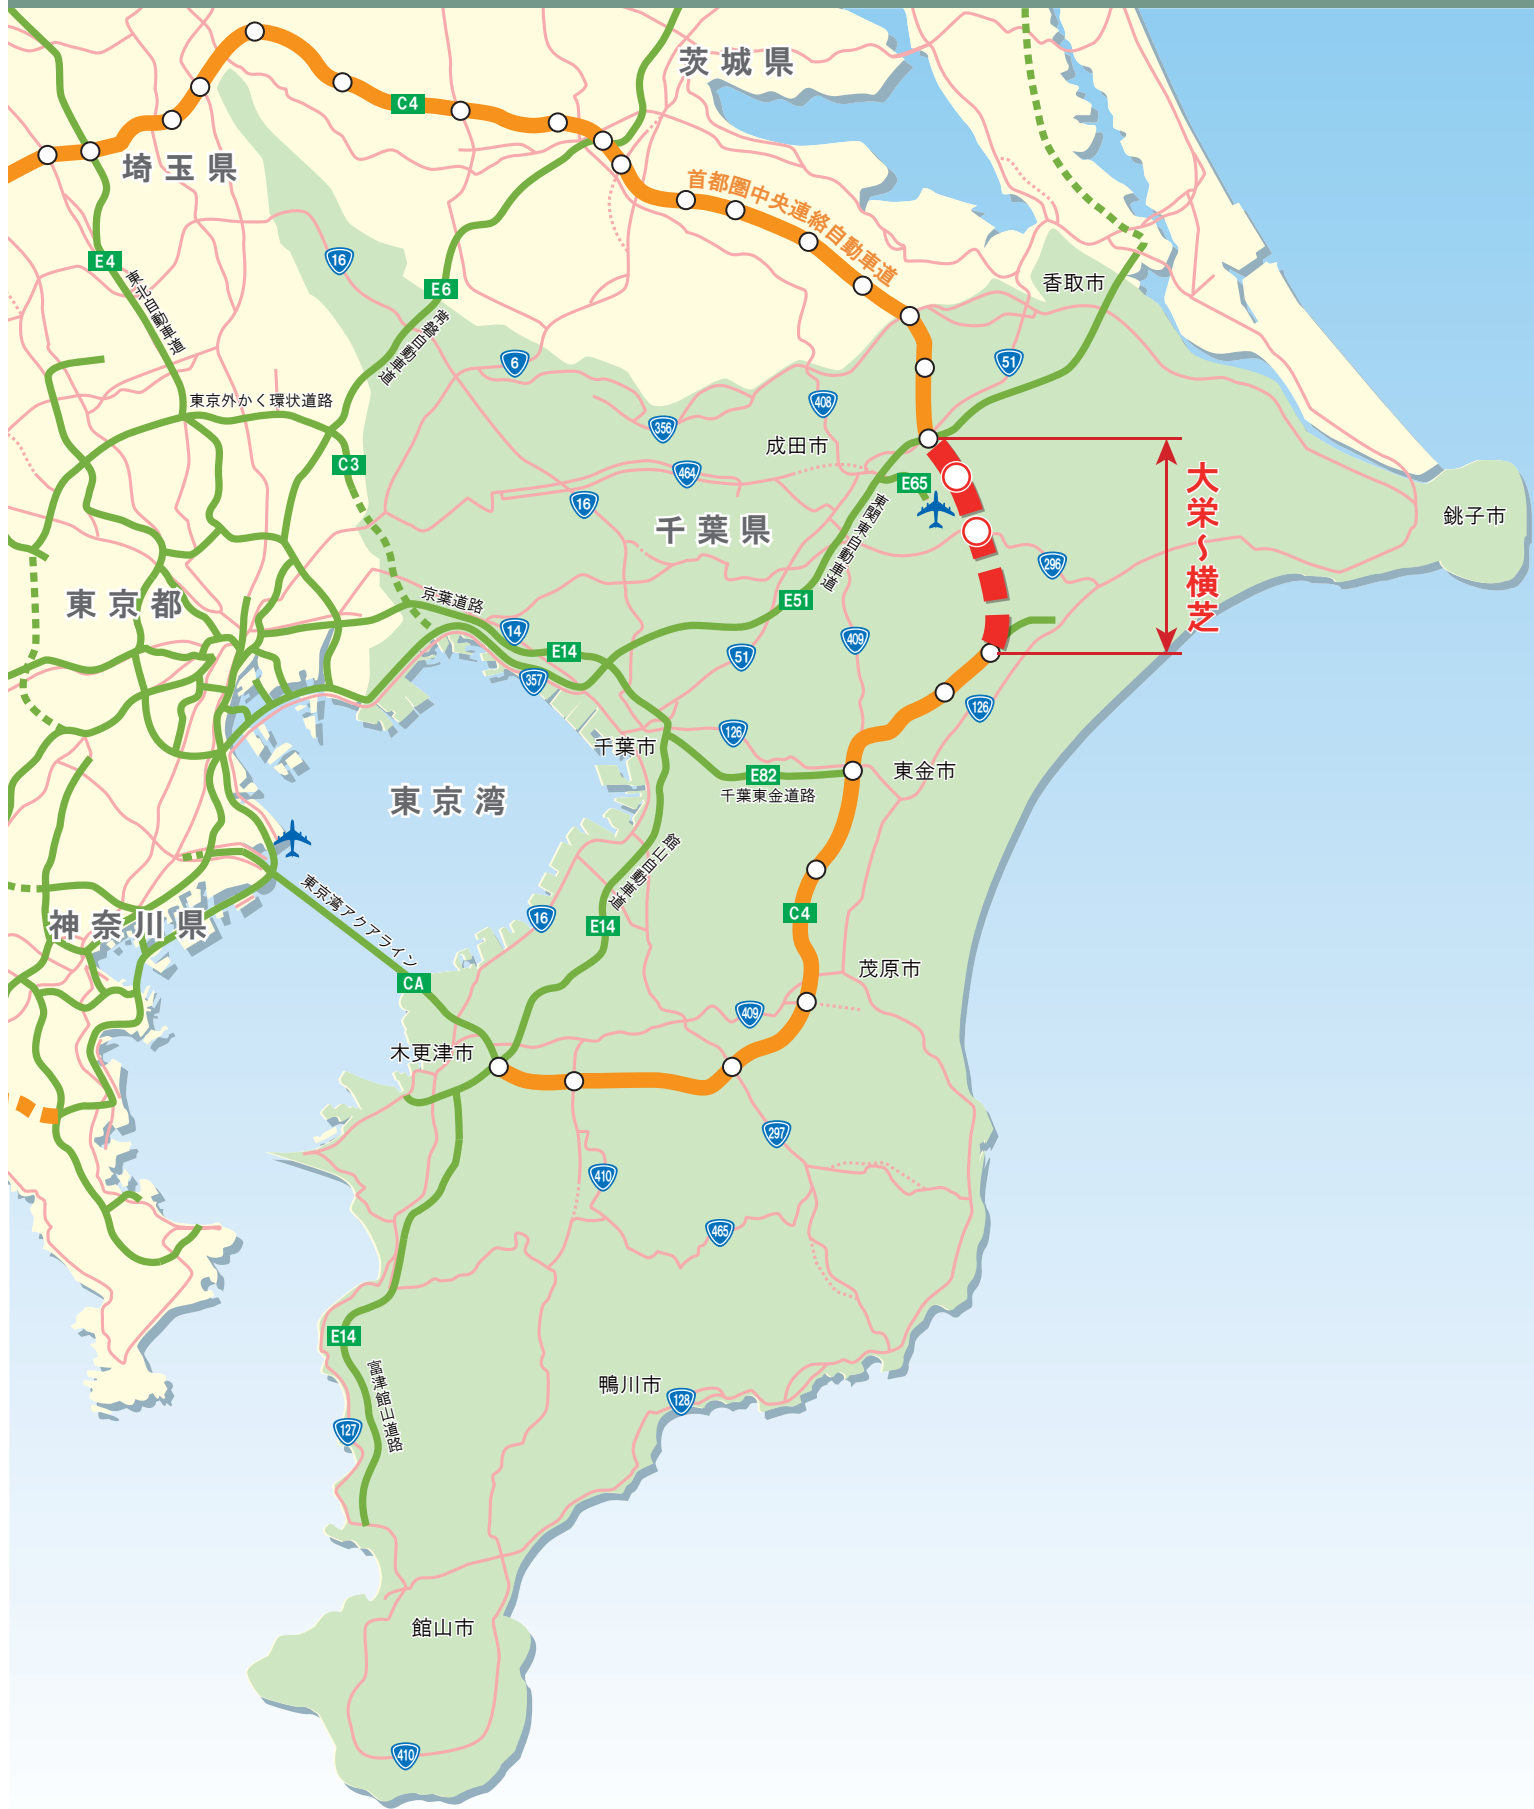 茨城県
C4
埼玉県
首都圏中央連絡自動車道
16
E4
東北自動車道
香取市
E6
常磐自動車道
6
51
東京外かく環状道路
408
356
成田市
C3
464
大栄〜横芝
E65
16
東関東自動車道
千葉県
銚子市
296
東京都
京葉道路
E51
14
409
E14
51
357
126
126
千葉市
東金市
E82
千葉東金道路
東京湾
館山自動車道
東京湾アクアライン
C4
16
E14
神奈川県
茂原市
CA
409
木更津市
297
410
465
E14
富津館山道路
鴨川市
128
127
館山市
410